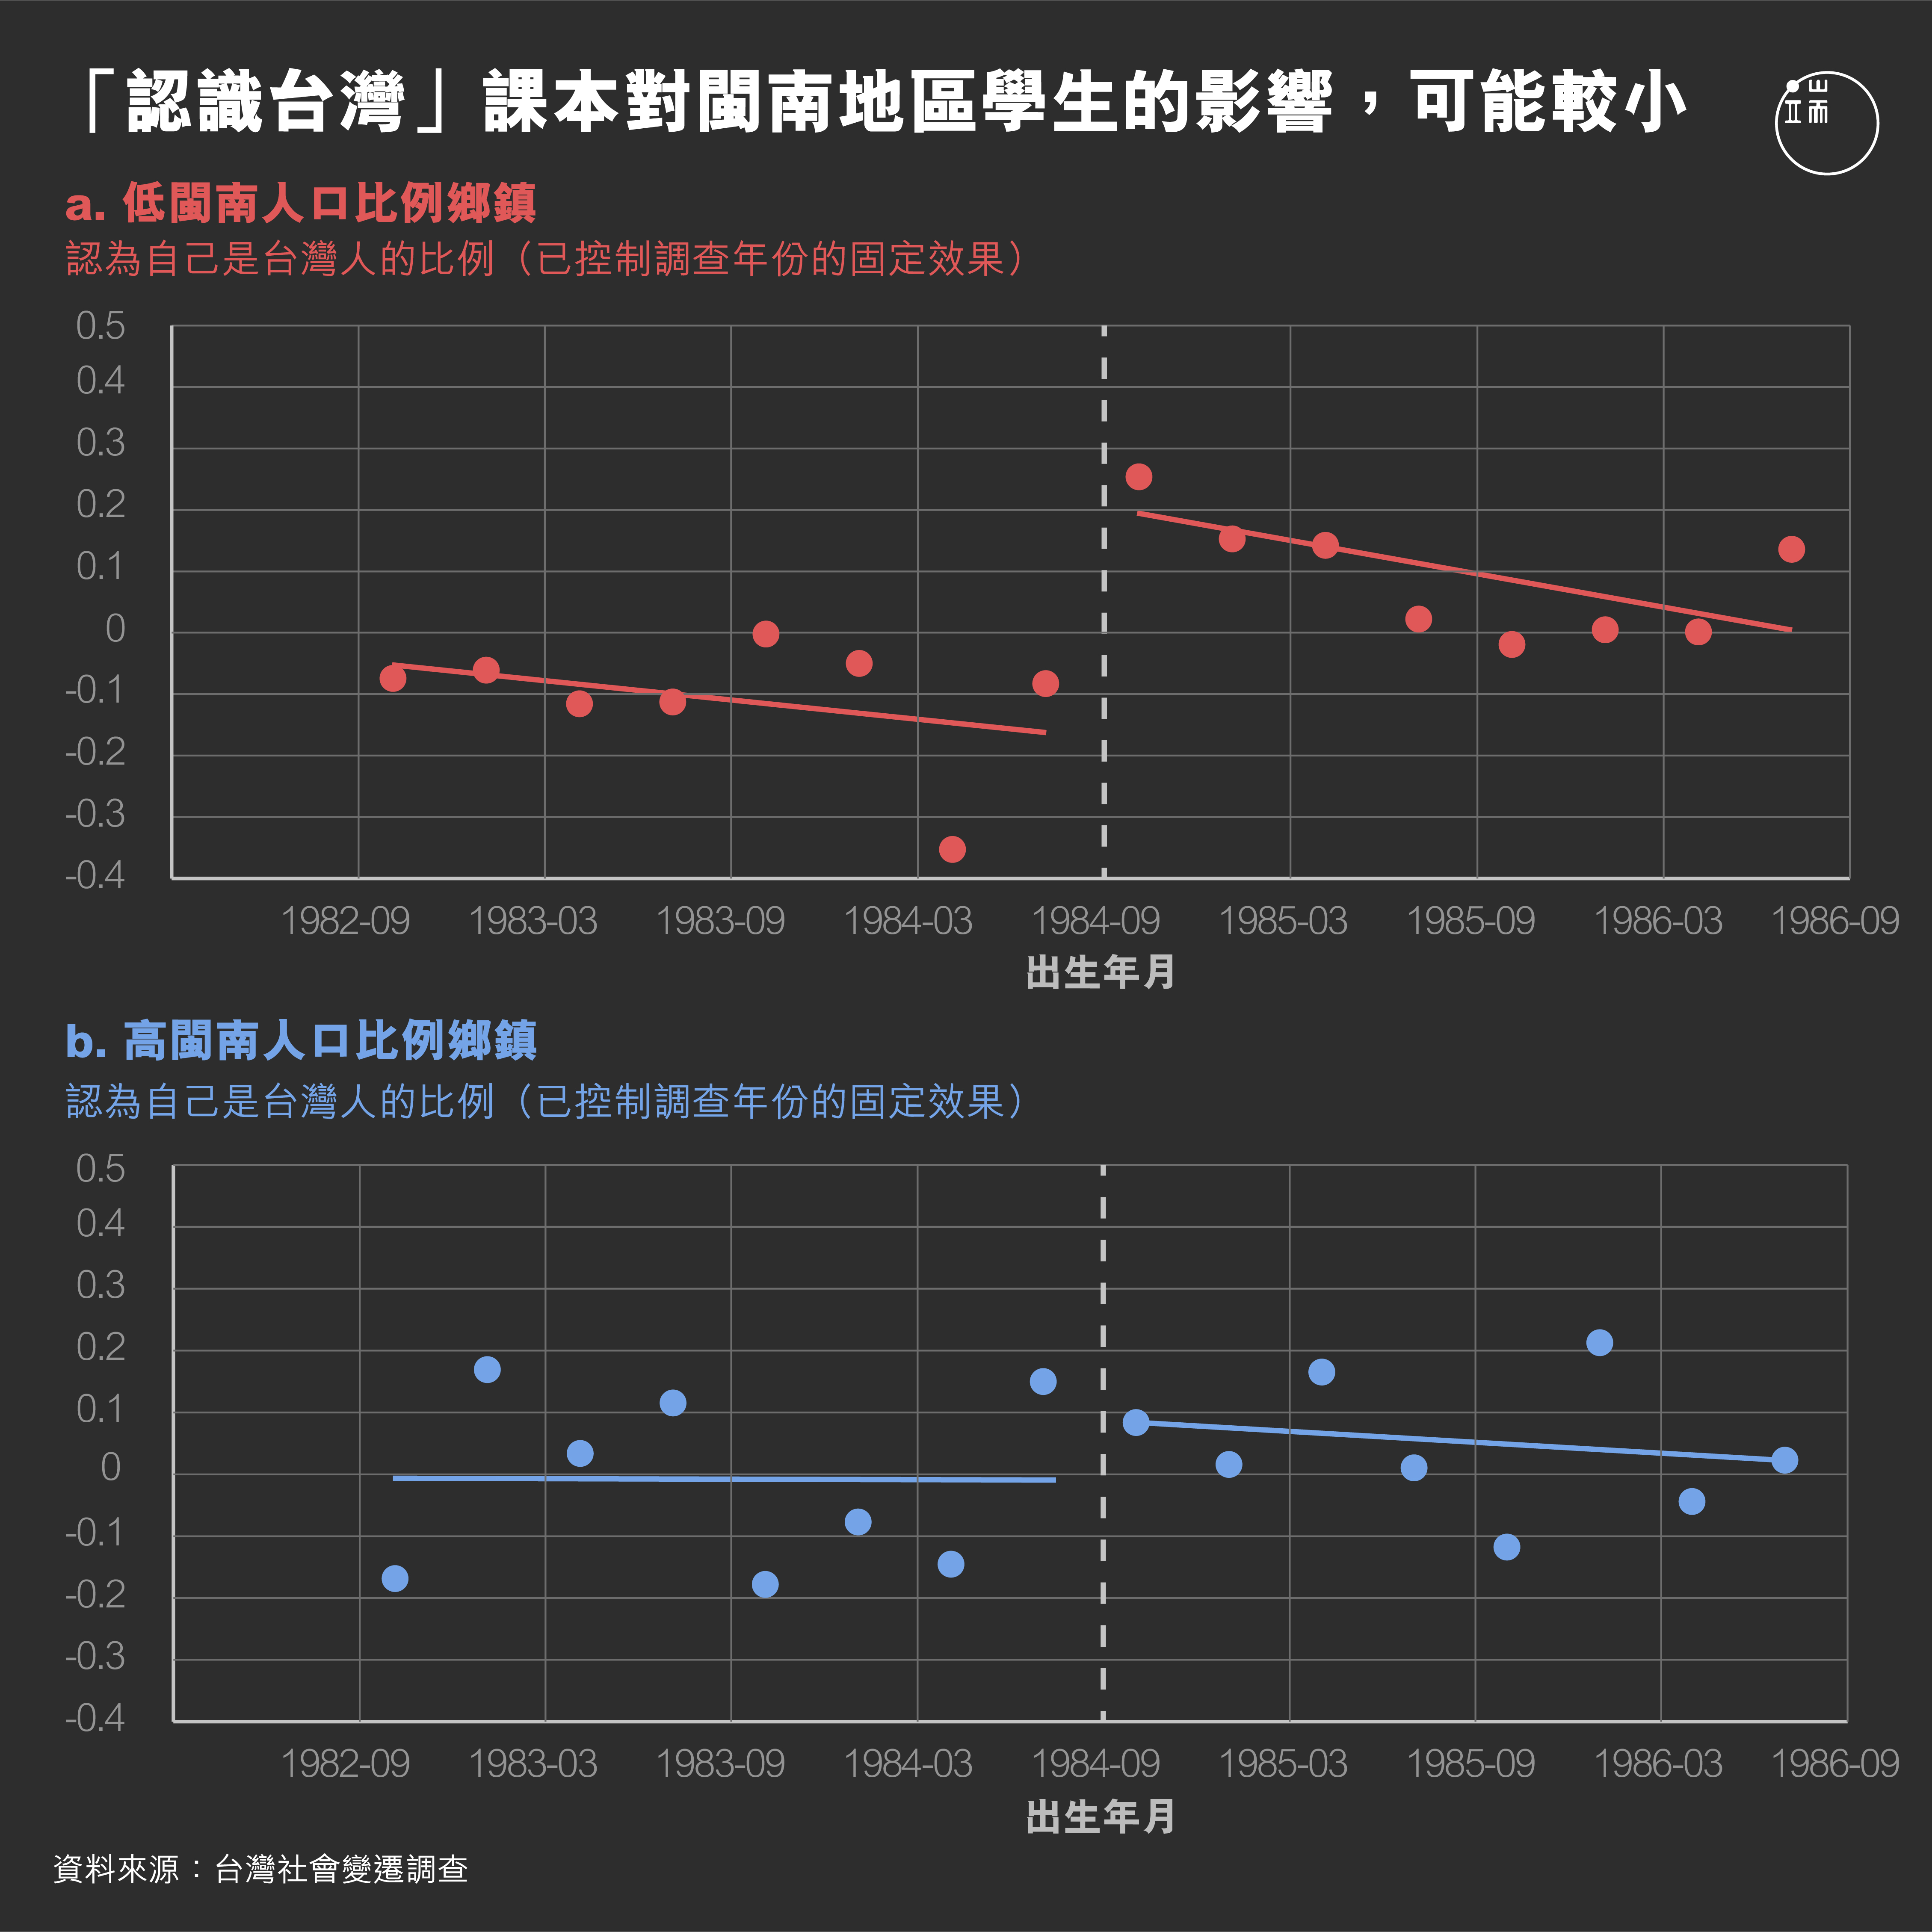 「認識台灣」課本對閩南地區學生的影響，可能較小
a. 低閩南人口比例鄉鎮
認為自己是台灣人的比例（已控制調查年份的固定效果）
0.5
0.4
0.3
0.2
0.1
0
-0.1
-0.2
-0.3
-0.4
1982-09 1983-03 1983-09 1984-03 1984-09 1985-03 1985-09 1986-03 1986-09
出生年月
b. 高閩南人口比例鄉鎮
認為自己是台灣人的比例（已控制調查年份的固定效果）
0.5
0.4
0.3
0.2
0.1
0
-0.1
-0.2
-0.3
-0.4
1982-09 1983-03 1983-09 1984-03 1984-09 1985-03 1985-09 1986-03 1986-09
出生年月
資料來源：台灣社會變遷調查